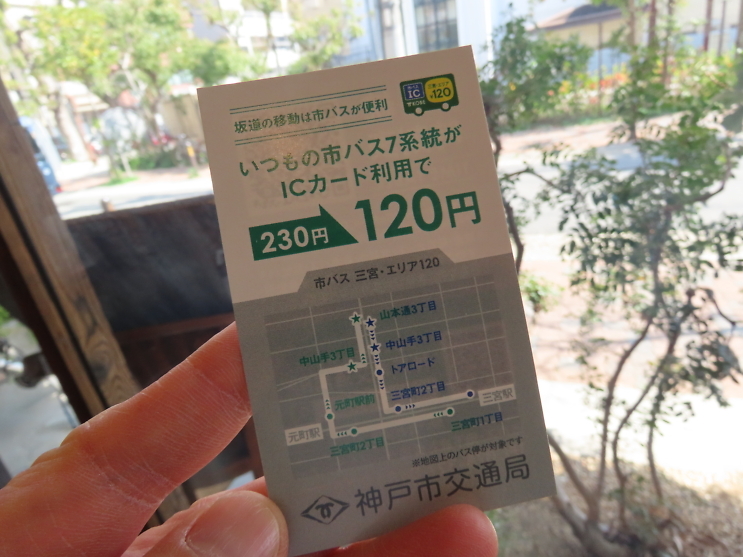 坂道の移動は市バスが便利
IC
¥120
KOBE
いつもの市バス7系統が
ICカード利用で
230円
120円
市バス 三宮・エリア120
山本通3丁目
中山手3丁目
中山手3丁目
トアロード
三宮町2丁目
元町駅前
三宮駅
元町駅
三宮町1丁目
三宮町2丁目
※地図上のバス停が対象です
神戸市交通局